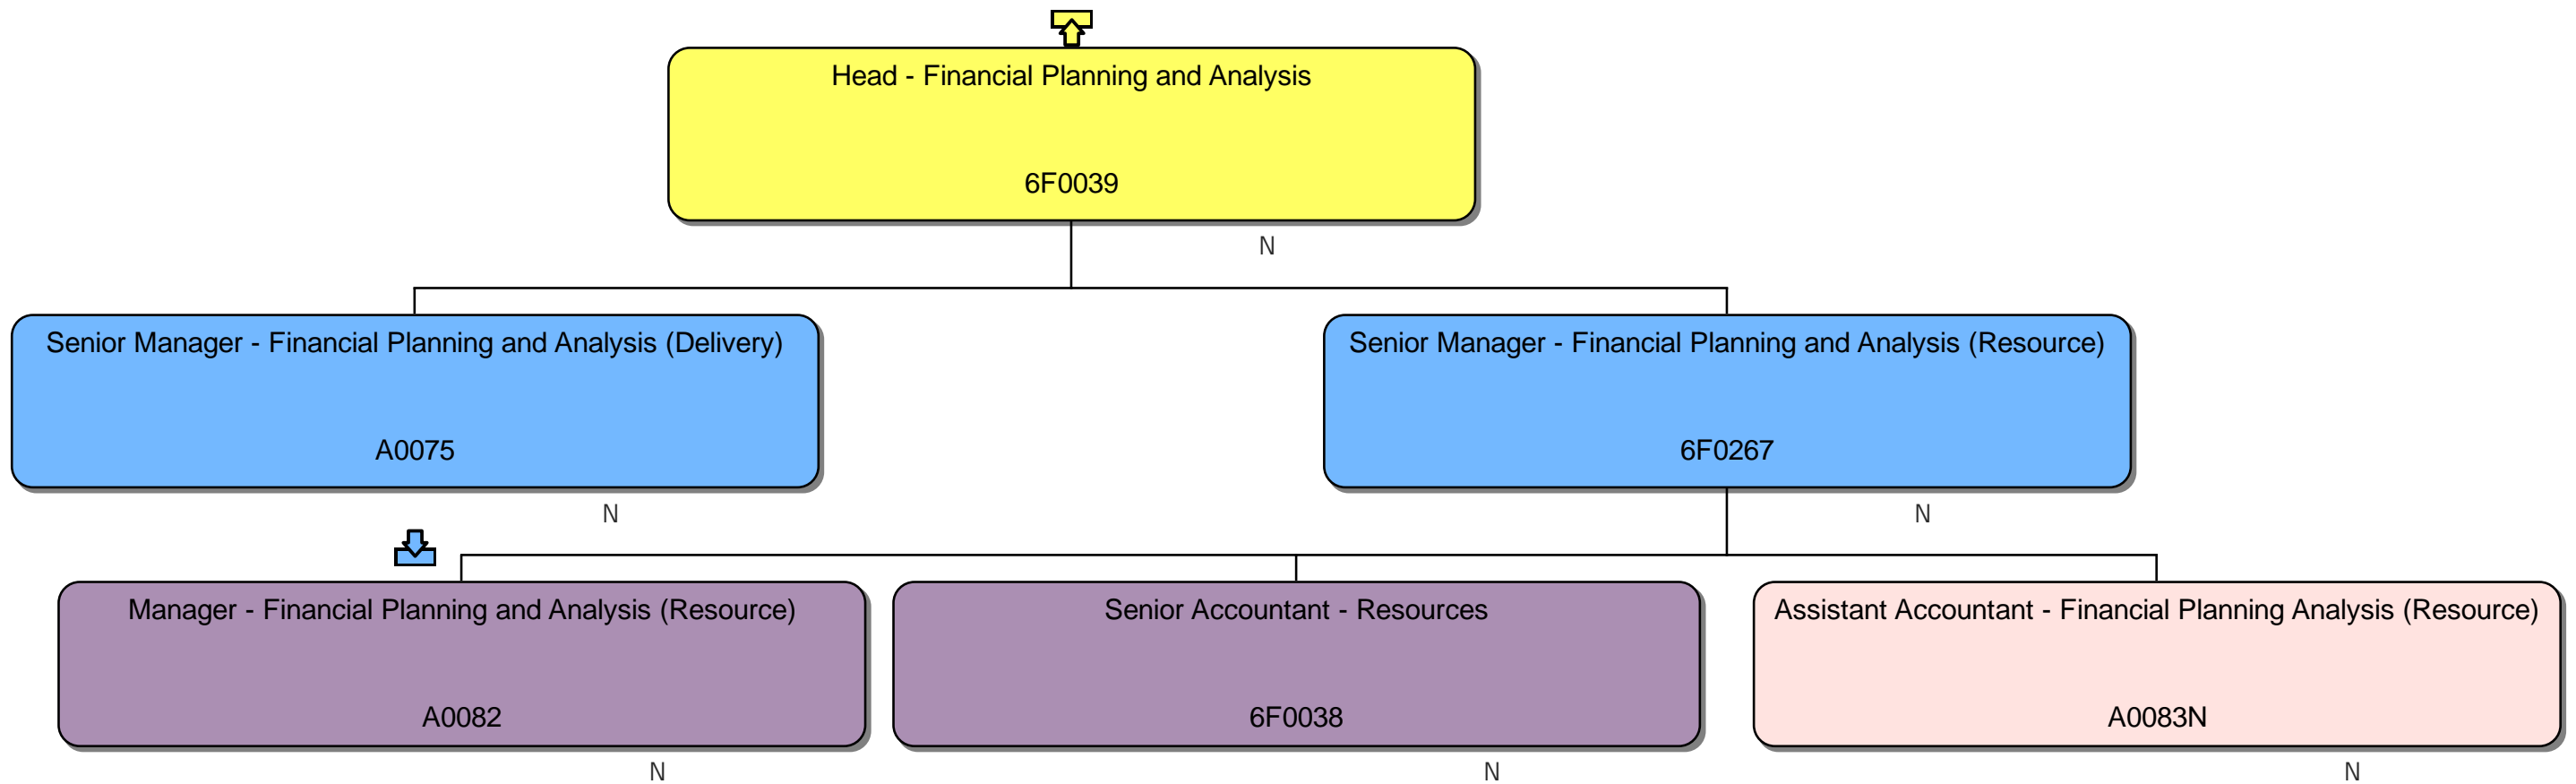 Head - Financial Planning and Analysis
6F0039
N
Senior Manager - Financial Planning and Analysis (Delivery)
A0075
N
Senior Manager - Financial Planning and Analysis (Resource)
6F0267
N
Manager - Financial Planning and Analysis (Resource)
A0082
N
Senior Accountant - Resources
6F0038
N
Assistant Accountant - Financial Planning Analysis (Resource)
A0083N
N